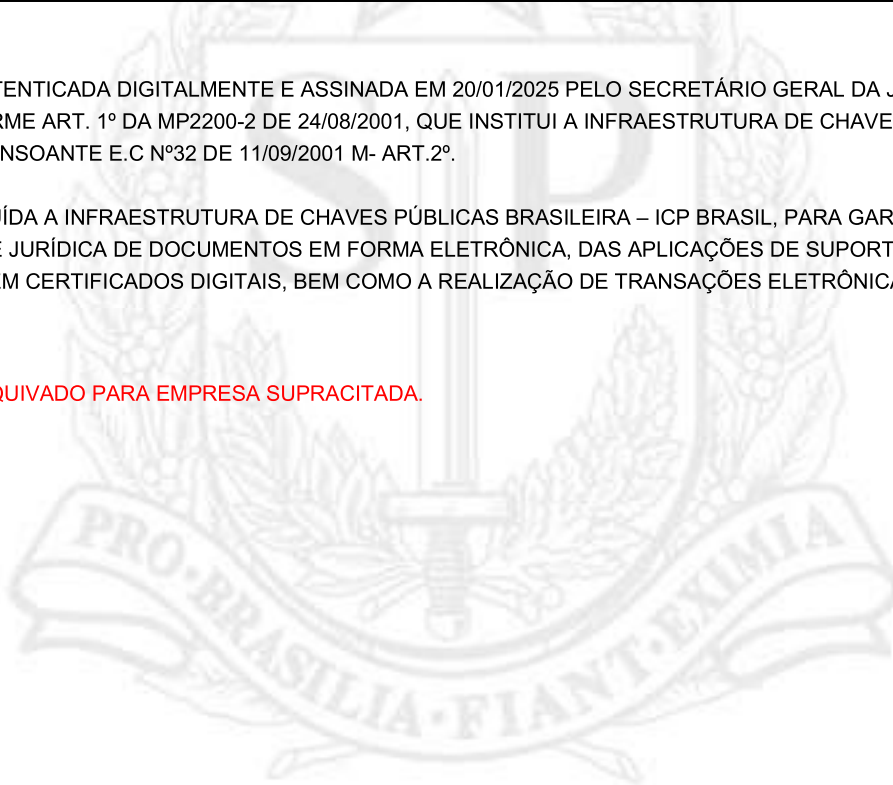 TENTICADA DIGITALMENTE E ASSINADA EM 20/01/2025 PELO SECRETÁRIO GERAL DA J
RME ART. 1º DA MP2200-2 DE 24/08/2001, QUE INSTITUI A INFRAESTRUTURA DE CHAVE
NSOANTE E.C Nº32 DE 11/09/2001 M- ART.2º.
ÍDA A INFRAESTRUTURA DE CHAVES PÚBLICAS BRASILEIRA – ICP BRASIL, PARA GAR
E JURÍDICA DE DOCUMENTOS EM FORMA ELETRÔNICA, DAS APLICAÇÕES DE SUPORT
EM CERTIFICADOS DIGITAIS, BEM COMO A REALIZAÇÃO DE TRANSAÇÕES ELETRÔNICA
QUIVADO PARA EMPRESA SUPRACITADA.
SP
PRO·BRASILIA·FIANT·EXIMIA